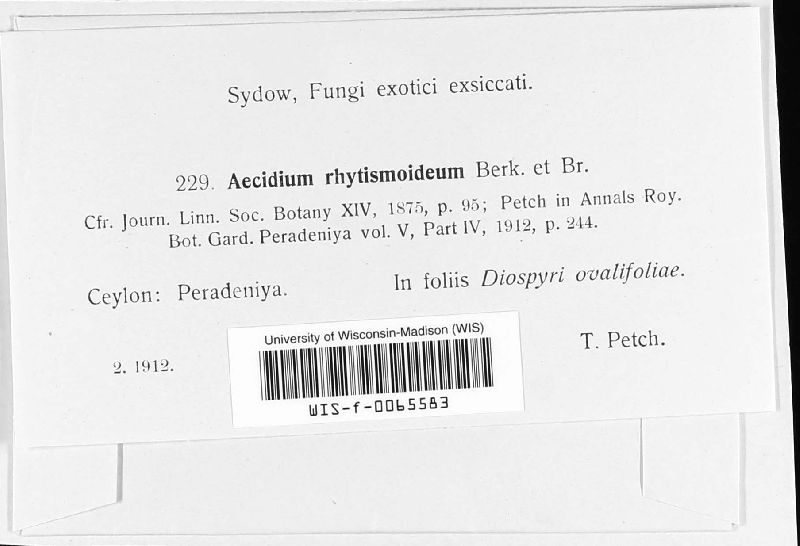 Sydow, Fungi exotici exsiccati.
229. Aecidium rhytismoideum Berk. et Br.
Cfr. Journ. Linn. Soc. Botany XIV, 1875, p. 95; Petch in Annals Roy.
Bot. Gard. Peradeniya vol. V, Part IV, 1912, p. 244.
Ceylon: Peradeniya. In foliis Diospyri ovalifoliae.
2. 1912. T. Petch.
University of Wisconsin-Madison (WIS)
WIS-f-0065583